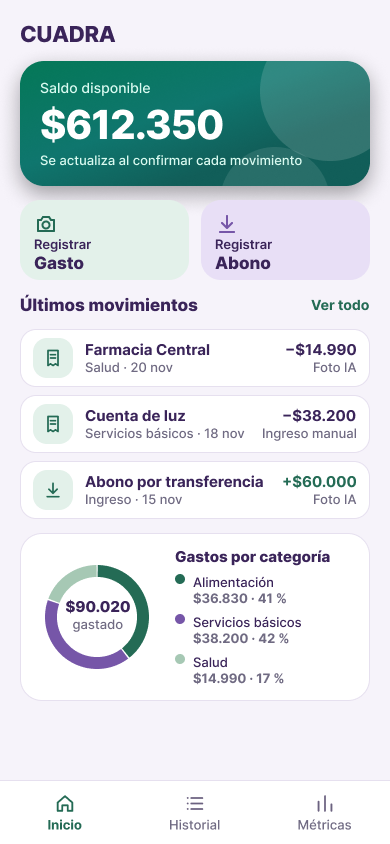 CUADRA
Saldo disponible
$612.350
Se actualiza al confirmar cada movimiento
Registrar
Gasto
Registrar
Abono
Últimos movimientos
Ver todo
Farmacia Central
−$14.990
Salud · 20 nov
Foto IA
Cuenta de luz
−$38.200
Servicios básicos · 18 nov
Ingreso manual
Abono por transferencia
+$60.000
Ingreso · 15 nov
Foto IA
$90.020
gastado
Gastos por categoría
Alimentación
$36.830 · 41 %
Servicios básicos
$38.200 · 42 %
Salud
$14.990 · 17 %
Inicio
Historial
Métricas